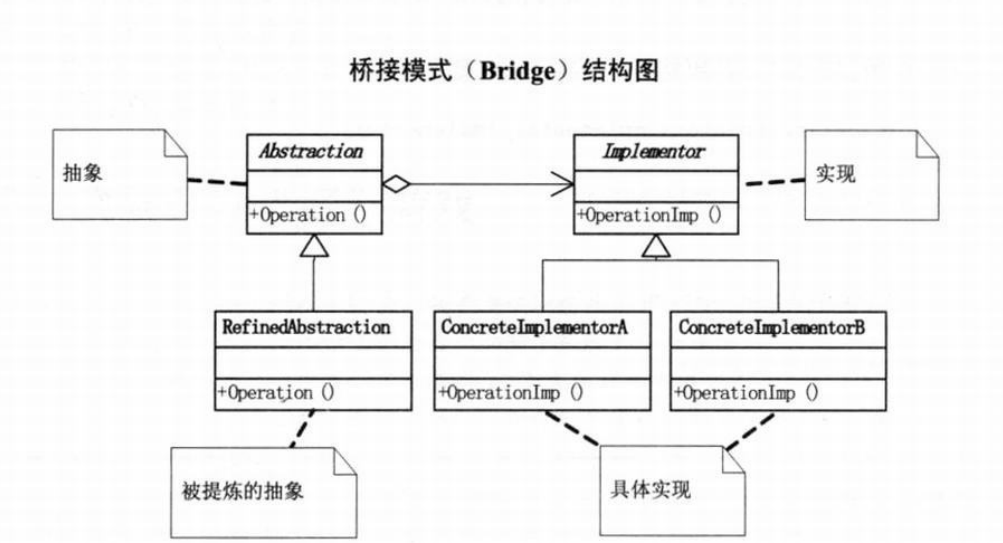 桥接模式（Bridge）结构图
抽象
Abstraction
+Operation ()
Implementor
+OperationImp ()
实现
RefinedAbstraction
+Operation ()
ConcreteImplementorA
+OperationImp ()
ConcreteImplementorB
+OperationImp ()
被提炼的抽象
具体实现